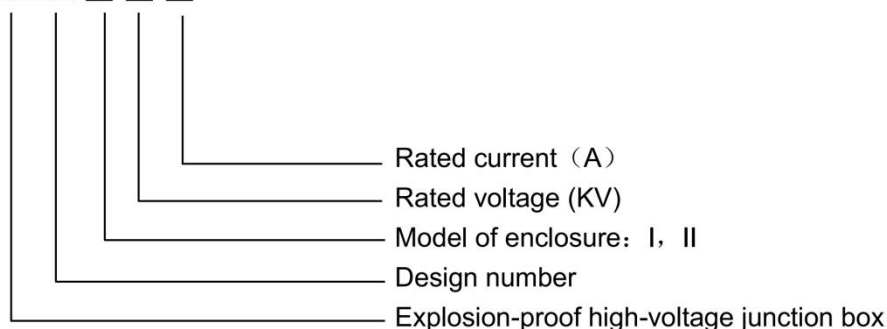 Rated current（A）
Rated voltage (KV)
Model of enclosure：I，II
Design number
Explosion-proof high-voltage junction box